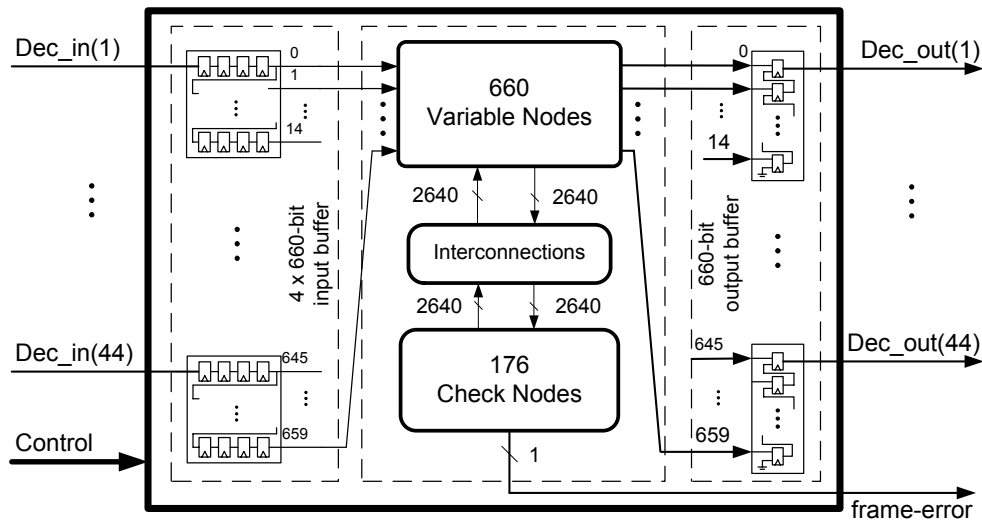 Dec_in(1)
0
1
14
4 x 660-bit
input buffer
Dec_in(44)
645
659
Control
660
Variable Nodes
2640
2640
Interconnections
2640
2640
176
Check Nodes
1
0
14
660-bit
output buffer
645
659
Dec_out(1)
Dec_out(44)
frame-error